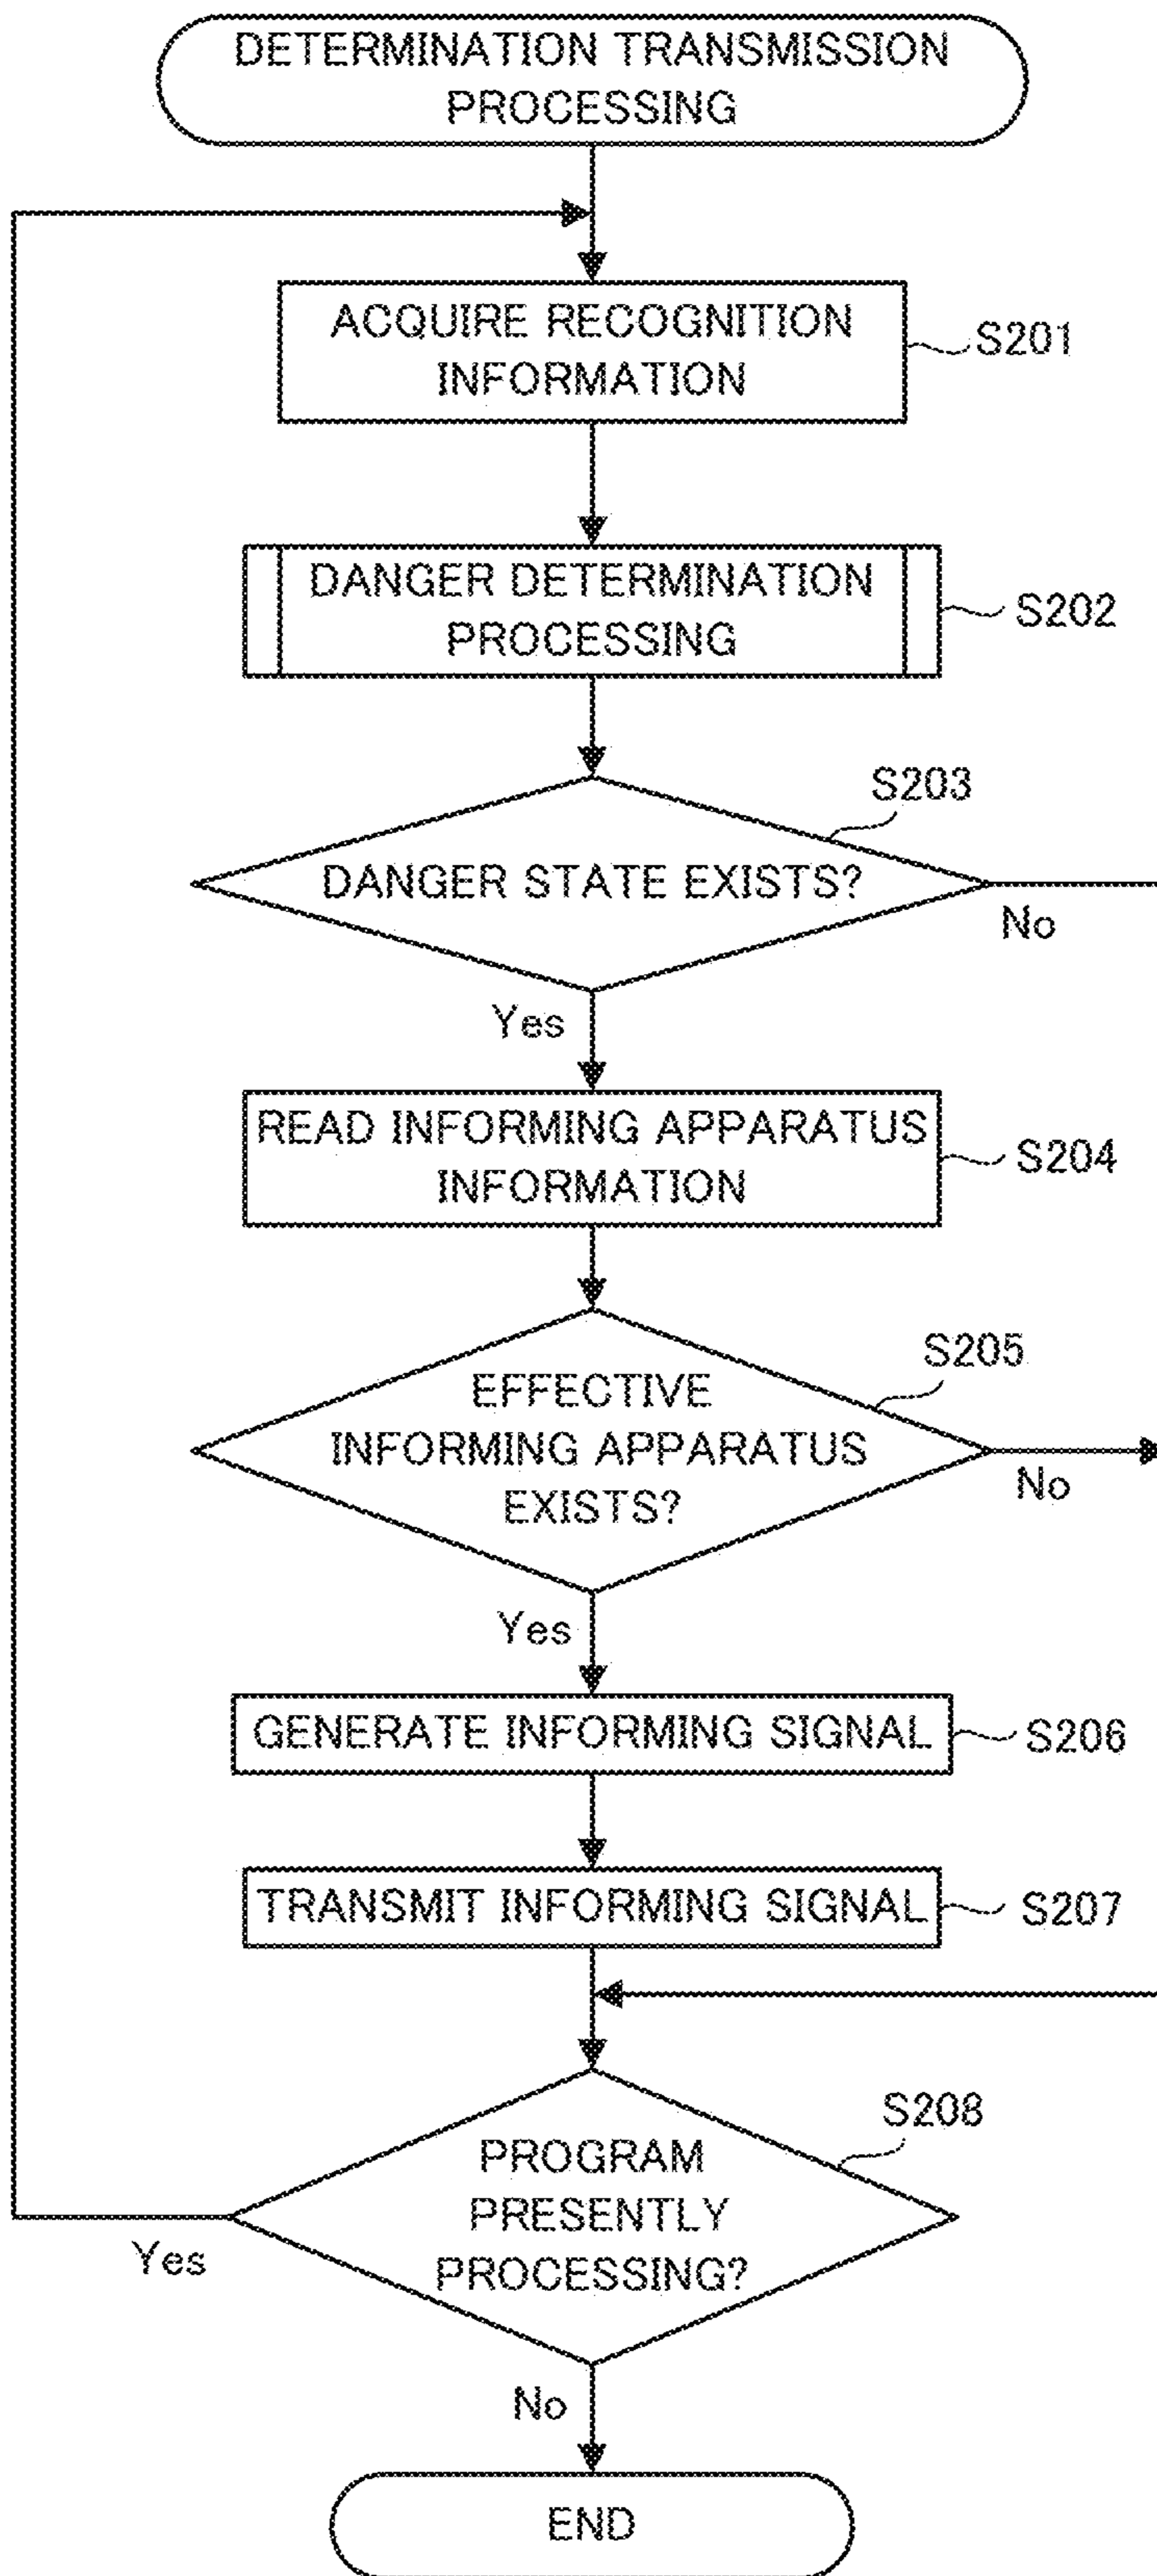 DETERMINATION TRANSMISSION
PROCESSING
ACQUIRE RECOGNITION
INFORMATION
S201
DANGER DETERMINATION
PROCESSING
S202
S203
DANGER STATE EXISTS?
No
Yes
READ INFORMING APPARATUS
INFORMATION
S204
S205
EFFECTIVE
INFORMING APPARATUS
EXISTS?
No
Yes
GENERATE INFORMING SIGNAL
S206
TRANSMIT INFORMING SIGNAL
S207
S208
PROGRAM
PRESENTLY
PROCESSING?
Yes
No
END